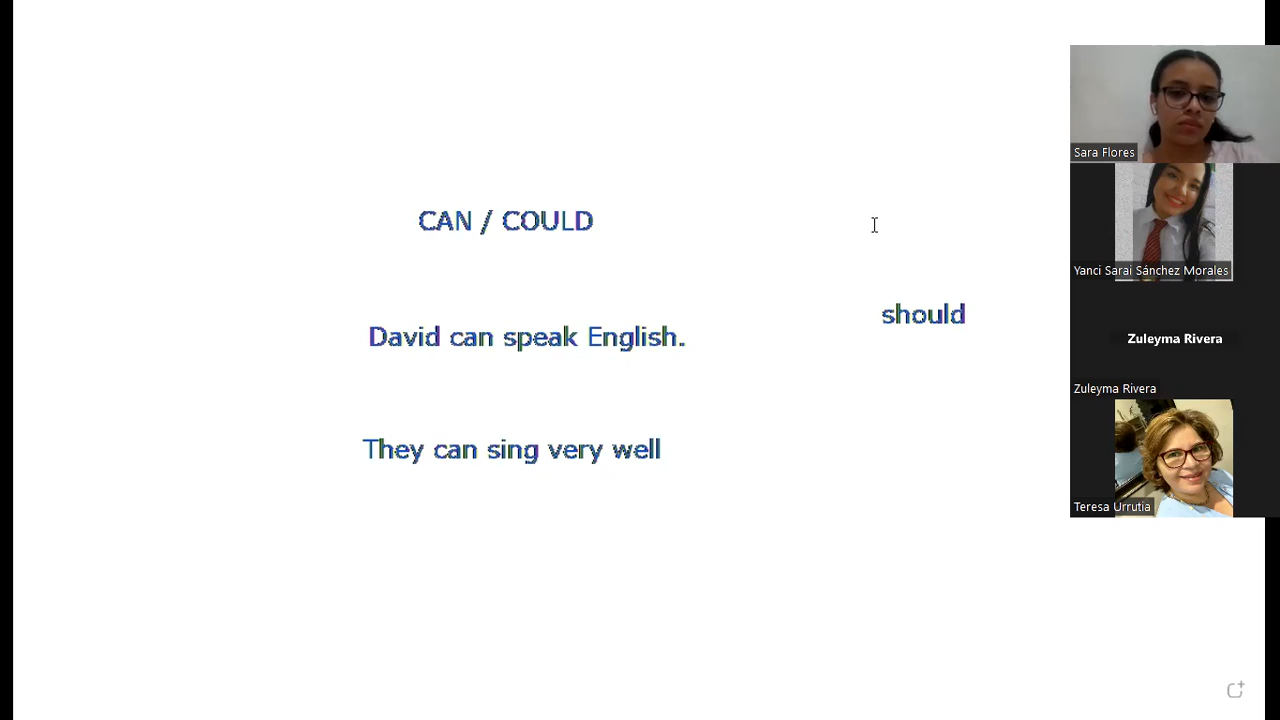 CAN / COULD
should
David can speak English.
They can sing very well
Sara Flores
Yanci Sarai Sánchez Morales
Zuleyma Rivera
Zuleyma Rivera
Teresa Urrutia